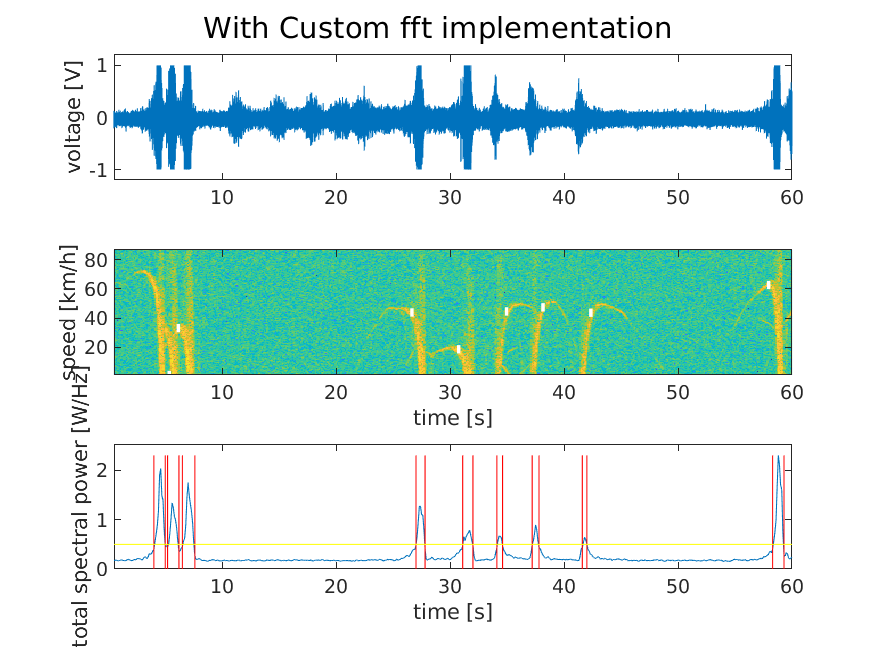 With Custom fft implementation
voltage [V]
1
0
-1
10 20 30 40 50 60
speed [km/h]
80
60
40
20
10 20 30 40 50 60
time [s]
total spectral power [W/Hz]
2
1
0
10 20 30 40 50 60
time [s]